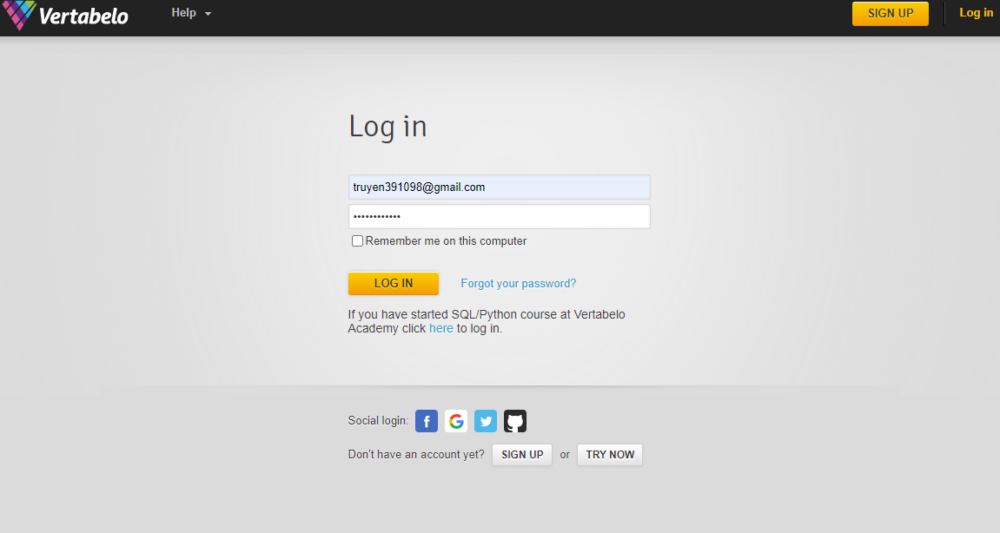 Vertabelo Help SIGN UP Log in
Log in
truyen391098@gmail.com
••••••••••••
Remember me on this computer
LOG IN Forgot your password?
If you have started SQL/Python course at Vertabelo
Academy click here to log in.
Social login:
Don't have an account yet? SIGN UP or TRY NOW